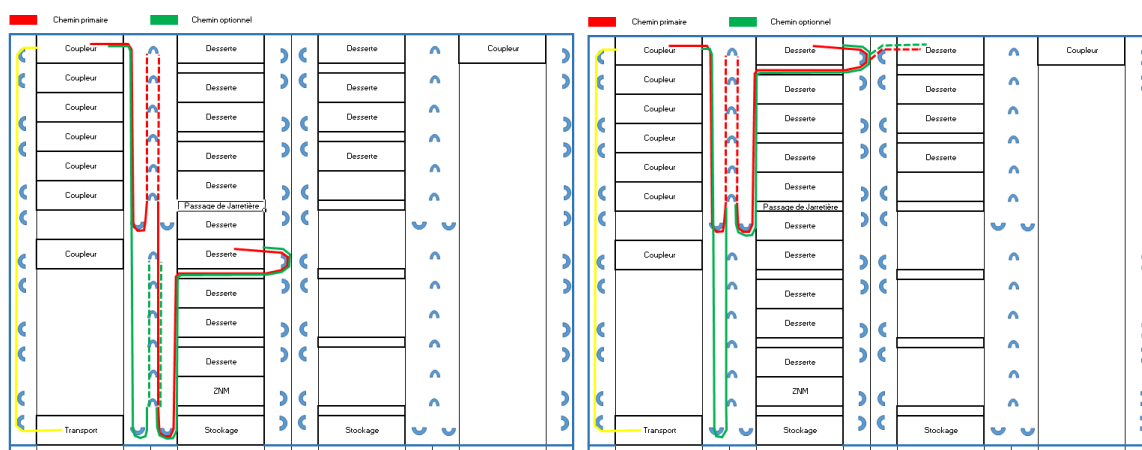 Chemin primaire Chemin optionnel
Coupleur Desserte Desserte Coupleur
Coupleur
Desserte Desserte
Coupleur
Desserte Desserte
Coupleur
Desserte Desserte
Coupleur
Desserte
Coupleur
Passage de Jarretière
Desserte
Coupleur Desserte
Desserte
Desserte
Desserte
ZNM
Transport Stockage Stockage
Chemin primaire Chemin optionnel
Coupleur Desserte Desserte Coupleur
Coupleur
Desserte Desserte
Coupleur
Desserte Desserte
Coupleur
Desserte Desserte
Coupleur
Desserte
Coupleur
Passage de Jarretière
Desserte
Coupleur Desserte
Desserte
Desserte
Desserte
ZNM
Transport Stockage Stockage